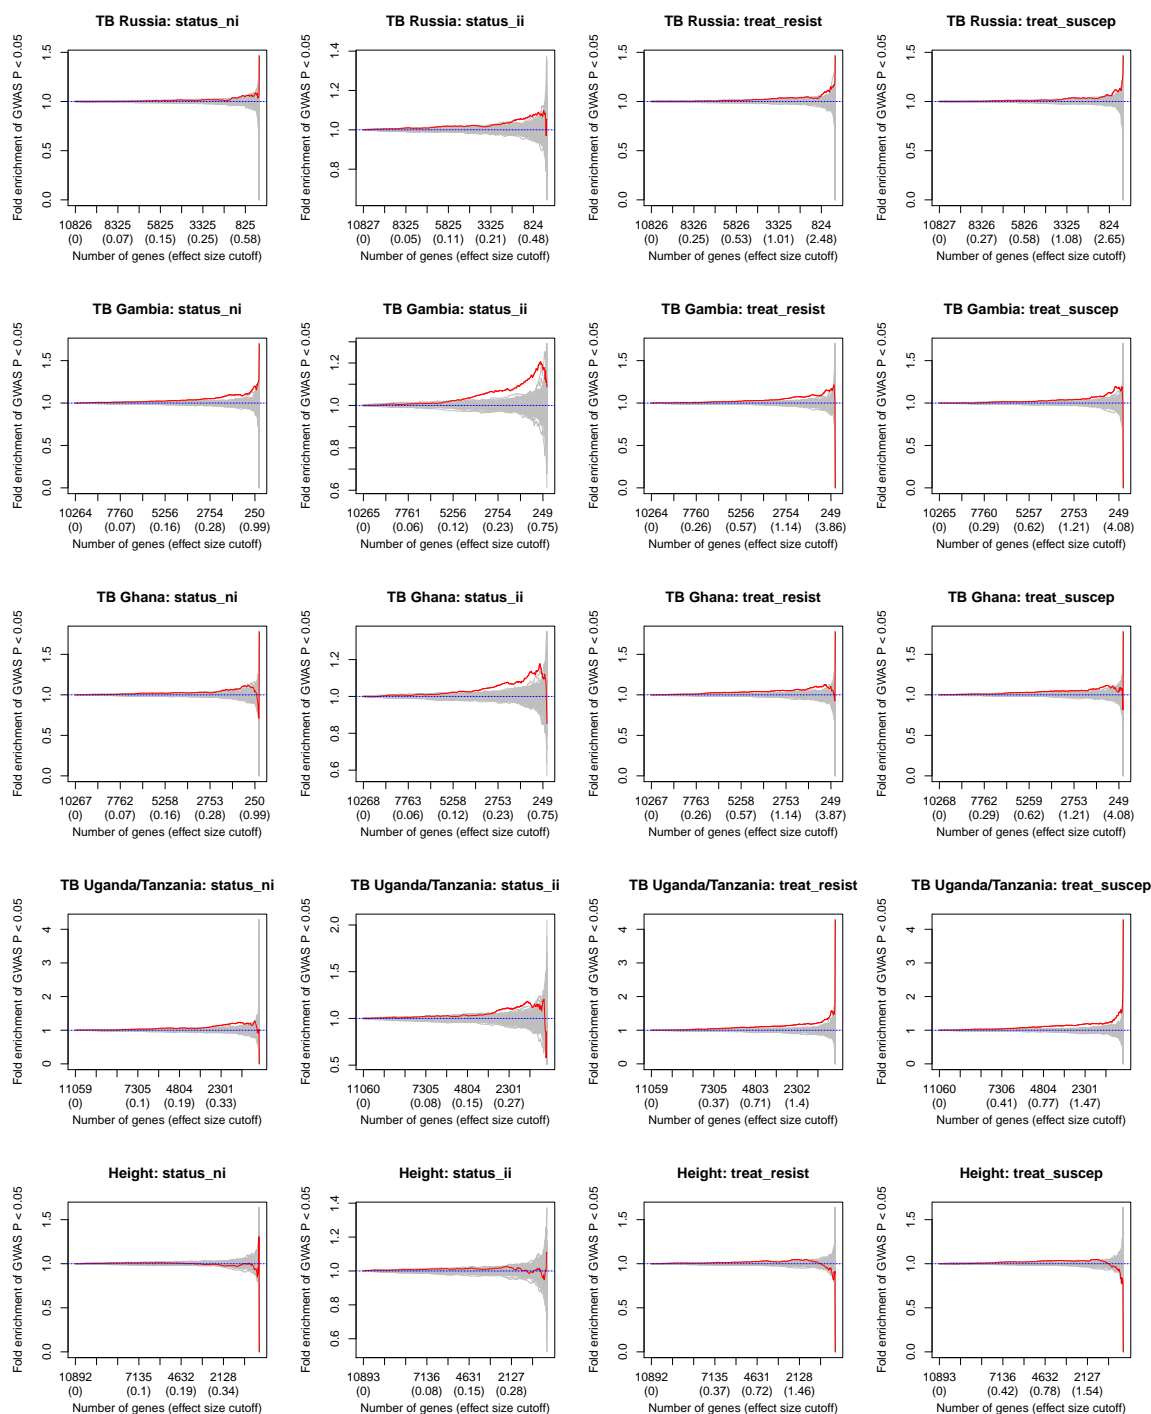 TB Russia: status_ni
Fold enrichment of GWAS P < 0.05
0.0 0.5 1.0 1.5
10826 8325 5825 3325 825
(0) (0.07) (0.15) (0.25) (0.58)
Number of genes (effect size cutoff)
TB Russia: status_ii
Fold enrichment of GWAS P < 0.05
0.8 1.0 1.2 1.4
10827 8325 5825 3325 824
(0) (0.05) (0.11) (0.21) (0.48)
Number of genes (effect size cutoff)
TB Russia: treat_resist
Fold enrichment of GWAS P < 0.05
0.0 0.5 1.0 1.5
10826 8326 5826 3325 824
(0) (0.25) (0.53) (1.01) (2.48)
Number of genes (effect size cutoff)
TB Russia: treat_suscep
Fold enrichment of GWAS P < 0.05
0.0 0.5 1.0 1.5
10827 8326 5826 3325 824
(0) (0.27) (0.58) (1.08) (2.65)
Number of genes (effect size cutoff)
TB Gambia: status_ni
Fold enrichment of GWAS P < 0.05
0.0 0.5 1.0 1.5
10264 7760 5256 2754 250
(0) (0.07) (0.16) (0.28) (0.99)
Number of genes (effect size cutoff)
TB Gambia: status_ii
Fold enrichment of GWAS P < 0.05
0.6 0.8 1.0 1.2
10265 7761 5256 2754 249
(0) (0.06) (0.12) (0.23) (0.75)
Number of genes (effect size cutoff)
TB Gambia: treat_resist
Fold enrichment of GWAS P < 0.05
0.0 0.5 1.0 1.5
10264 7760 5256 2754 249
(0) (0.26) (0.57) (1.14) (3.86)
Number of genes (effect size cutoff)
TB Gambia: treat_suscep
Fold enrichment of GWAS P < 0.05
0.0 0.5 1.0 1.5
10265 7760 5257 2753 249
(0) (0.29) (0.62) (1.21) (4.08)
Number of genes (effect size cutoff)
TB Ghana: status_ni
Fold enrichment of GWAS P < 0.05
0.0 0.5 1.0 1.5
10267 7762 5258 2753 250
(0) (0.07) (0.16) (0.28) (0.99)
Number of genes (effect size cutoff)
TB Ghana: status_ii
Fold enrichment of GWAS P < 0.05
0.6 0.8 1.0 1.2
10268 7763 5258 2754 249
(0) (0.06) (0.12) (0.23) (0.75)
Number of genes (effect size cutoff)
TB Ghana: treat_resist
Fold enrichment of GWAS P < 0.05
0.0 0.5 1.0 1.5
10267 7763 5258 2753 249
(0) (0.26) (0.57) (1.14) (3.87)
Number of genes (effect size cutoff)
TB Ghana: treat_suscep
Fold enrichment of GWAS P < 0.05
0.0 0.5 1.0 1.5
10268 7762 5259 2753 249
(0) (0.29) (0.62) (1.21) (4.08)
Number of genes (effect size cutoff)
TB Uganda/Tanzania: status_ni
Fold enrichment of GWAS P < 0.05
0 1 2 3 4
11059 7305 4804 2301
(0) (0.1) (0.19) (0.33)
Number of genes (effect size cutoff)
TB Uganda/Tanzania: status_ii
Fold enrichment of GWAS P < 0.05
0.5 1.0 1.5 2.0
11060 7305 4804 2301
(0) (0.08) (0.15) (0.27)
Number of genes (effect size cutoff)
TB Uganda/Tanzania: treat_resist
Fold enrichment of GWAS P < 0.05
0 1 2 3 4
11059 7305 4803 2302
(0) (0.37) (0.71) (1.4)
Number of genes (effect size cutoff)
TB Uganda/Tanzania: treat_suscep
Fold enrichment of GWAS P < 0.05
0 1 2 3 4
11060 7306 4804 2301
(0) (0.41) (0.77) (1.47)
Number of genes (effect size cutoff)
Height: status_ni
Fold enrichment of GWAS P < 0.05
0.0 0.5 1.0 1.5
10892 7135 4632 2128
(0) (0.1) (0.19) (0.34)
Number of genes (effect size cutoff)
Height: status_ii
Fold enrichment of GWAS P < 0.05
0.6 0.8 1.0 1.2 1.4
10893 7136 4631 2127
(0) (0.08) (0.15) (0.28)
Number of genes (effect size cutoff)
Height: treat_resist
Fold enrichment of GWAS P < 0.05
0.0 0.5 1.0 1.5
10892 7135 4631 2128
(0) (0.37) (0.72) (1.46)
Number of genes (effect size cutoff)
Height: treat_suscep
Fold enrichment of GWAS P < 0.05
0.0 0.5 1.0 1.5
10893 7136 4632 2127
(0) (0.42) (0.78) (1.54)
Number of genes (effect size cutoff)